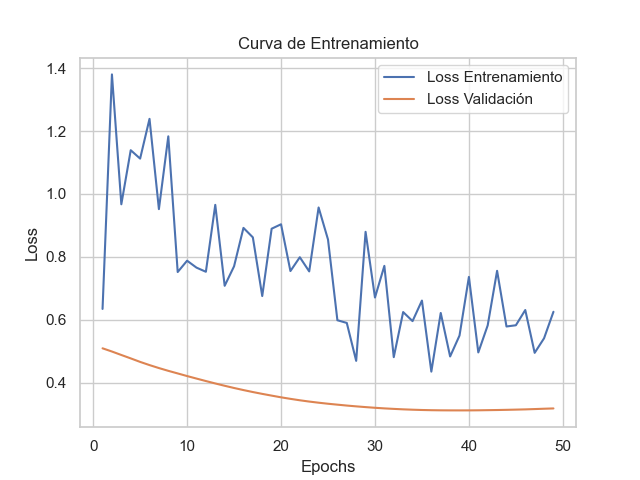 Curva de Entrenamiento
1.4
1.2
1.0
0.8
0.6
0.4
Loss
Loss Entrenamiento
Loss Validación
0 10 20 30 40 50
Epochs